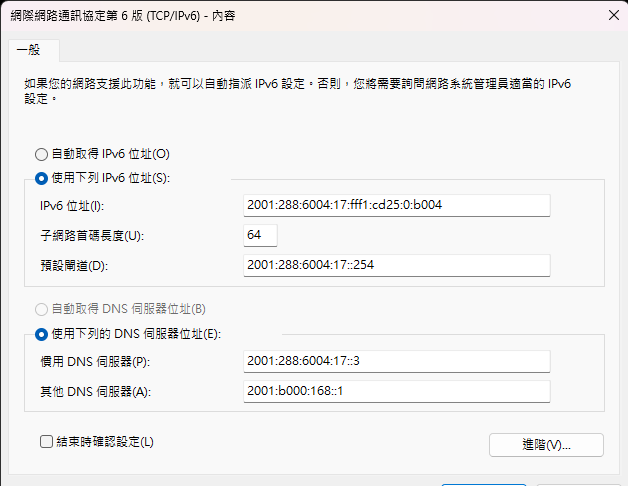 網際網路通訊協定第 6 版 (TCP/IPv6) - 內容
一般
如果您的網路支援此功能，就可以自動指派 IPv6 設定。否則，您將需要詢問網路系統管理員適當的 IPv6
設定。
自動取得 IPv6 位址(O)
使用下列 IPv6 位址(S):
IPv6 位址(I):
2001:288:6004:17:fff1:cd25:0:b004
子網路首碼長度(U):
64
預設閘道(D):
2001:288:6004:17::254
自動取得 DNS 伺服器位址(B)
使用下列的 DNS 伺服器位址(E):
慣用 DNS 伺服器(P):
2001:288:6004:17::3
其他 DNS 伺服器(A):
2001:b000:168::1
結束時確認設定(L)
進階(V)...